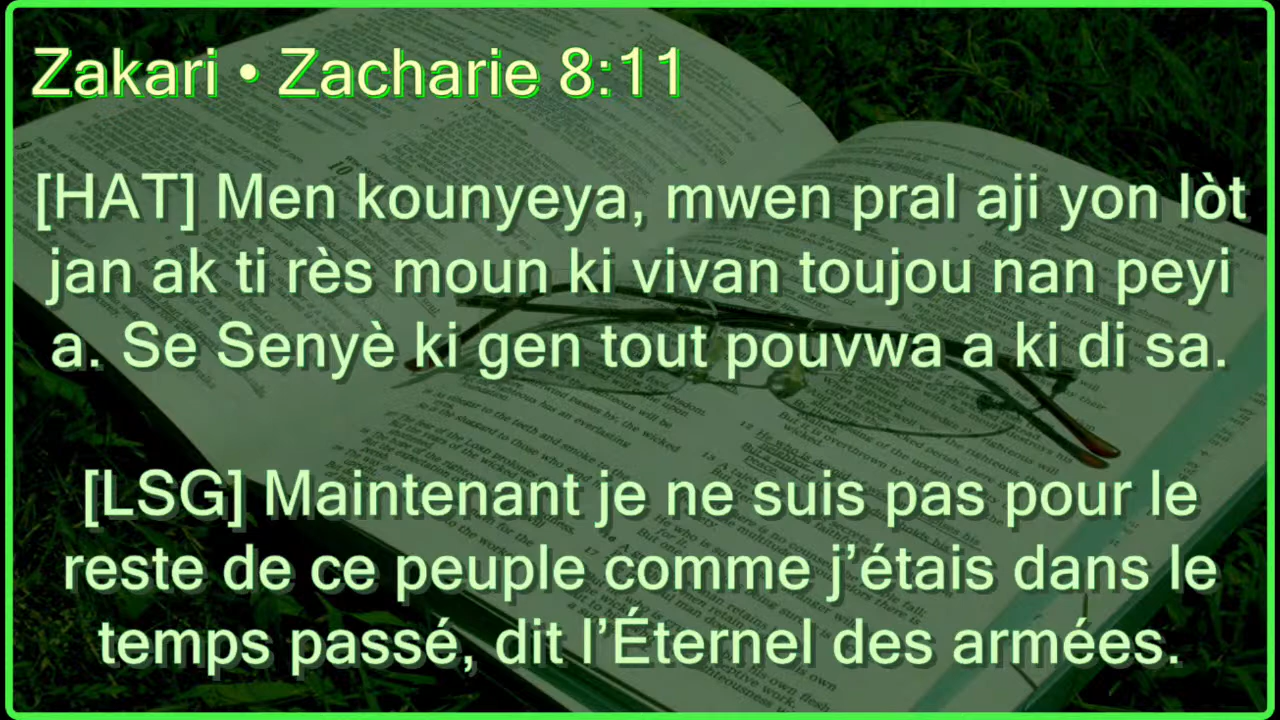 Zakari • Zacharie 8:11
[HAT] Men kounyeya, mwen pral aji yon lòt
jan ak ti rès moun ki vivan toujou nan peyi
a. Se Senyè ki gen tout pouvwa a ki di sa.
[LSG] Maintenant je ne suis pas pour le
reste de ce peuple comme j’étais dans le
temps passé, dit l’Éternel des armées.